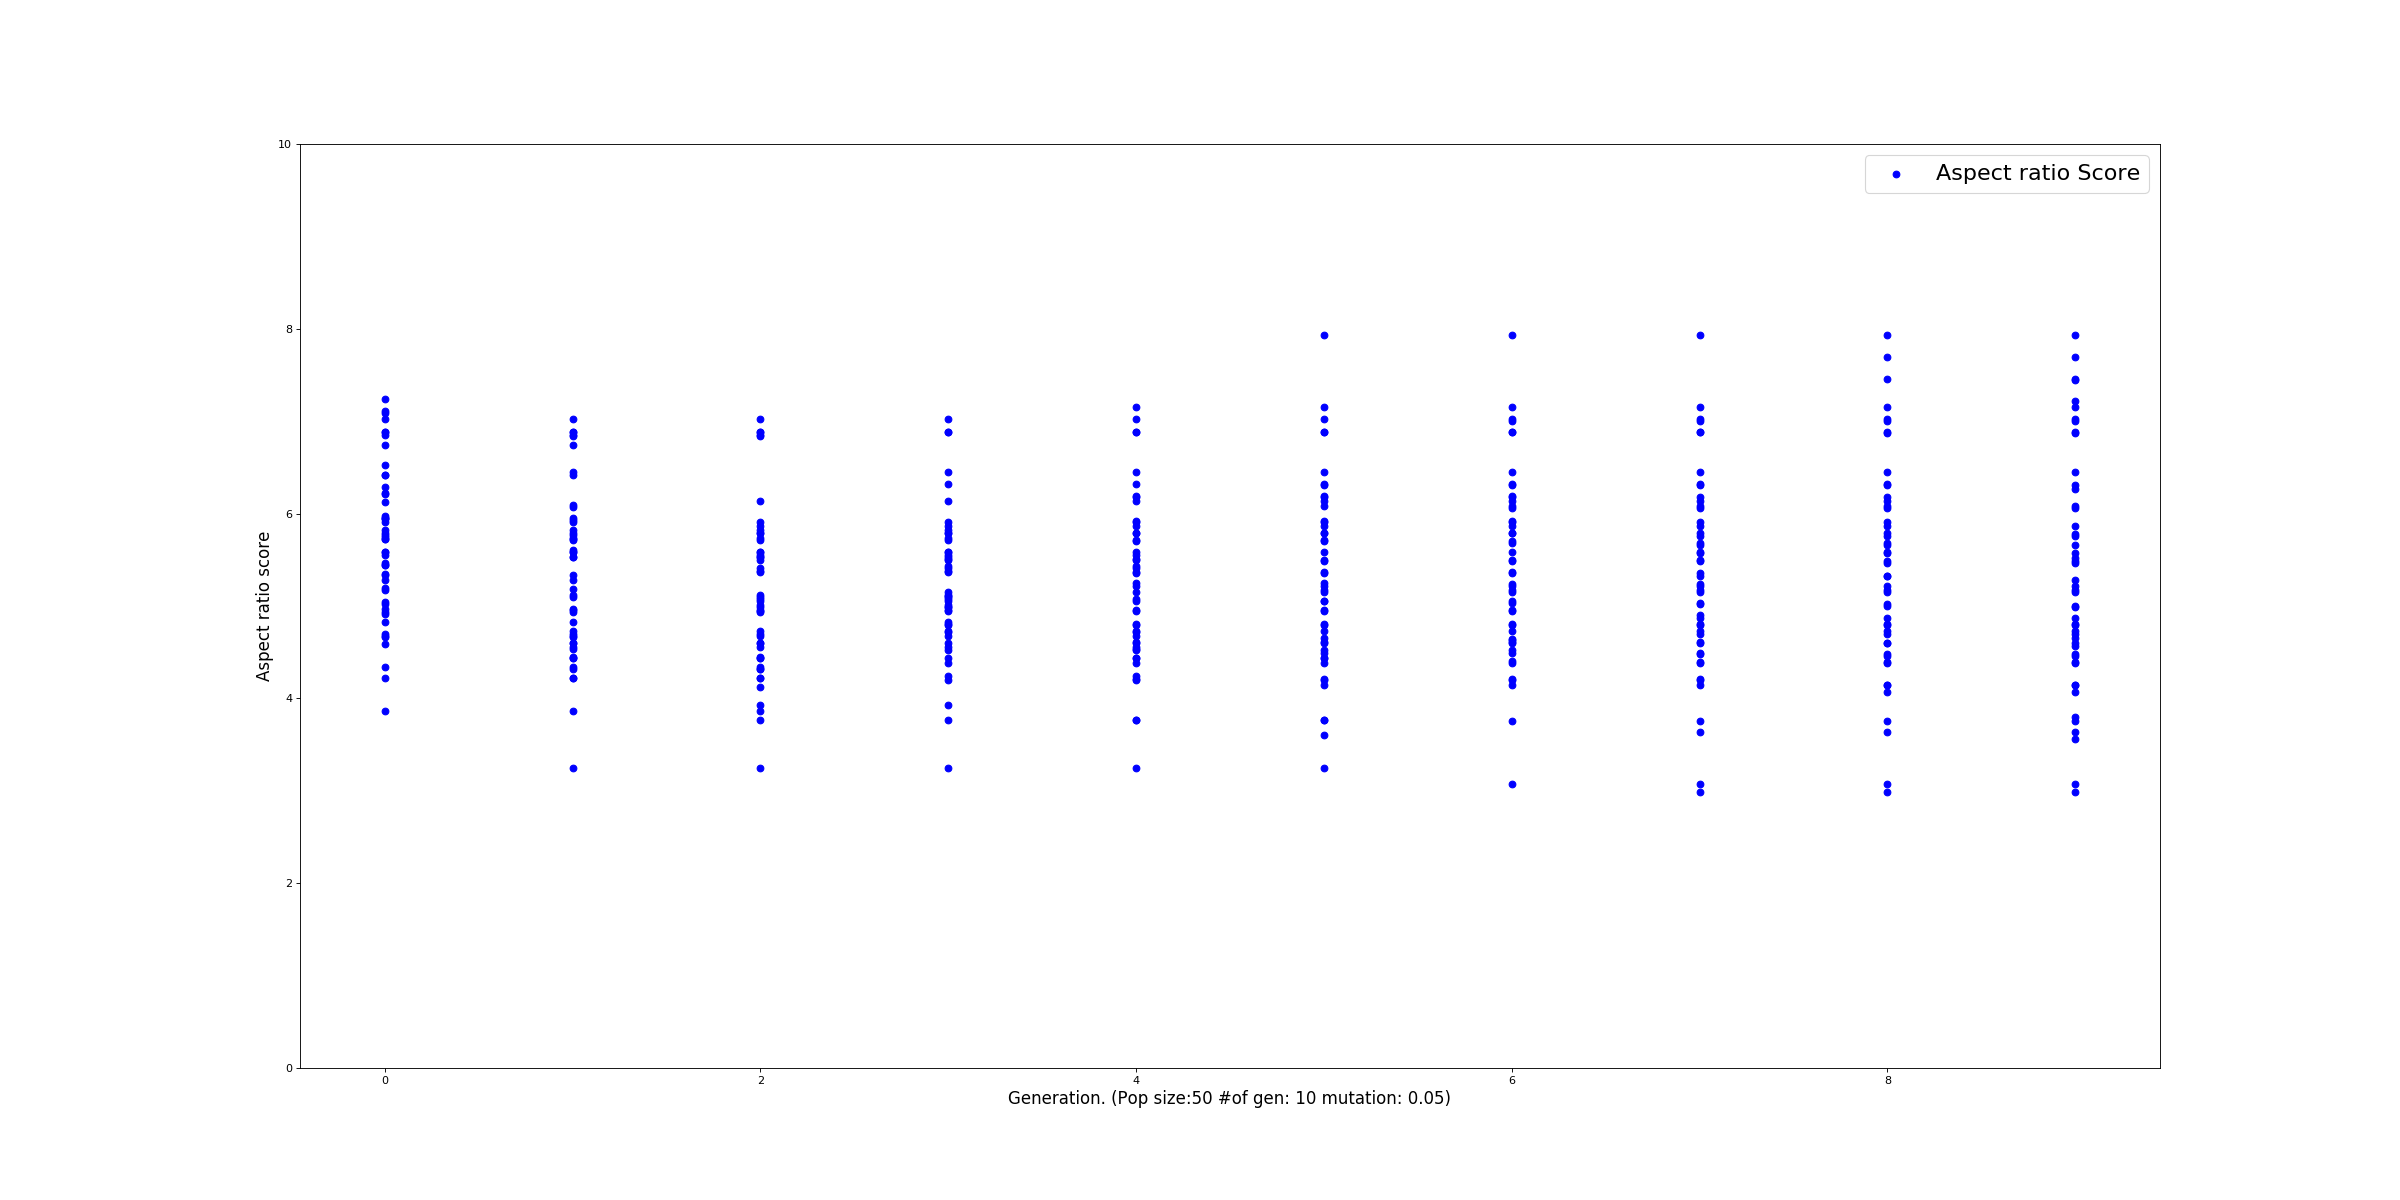 10
Aspect ratio Score
8
6
4
2
0
Aspect ratio score
0 2 4 6 8
Generation. (Pop size:50 #of gen: 10 mutation: 0.05)